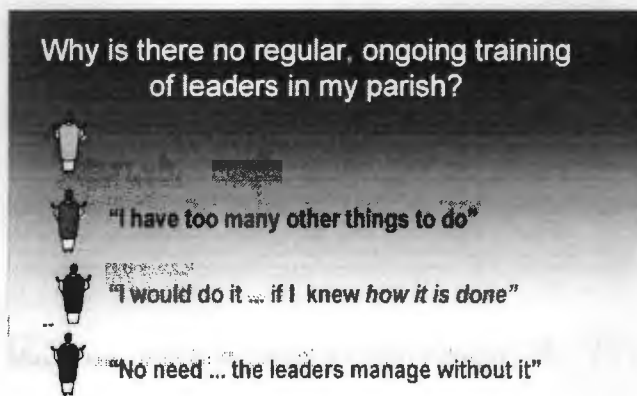 Why is there no regular, ongoing training
of leaders in my parish?
"I have too many other things to do"
"I would do it ... if I knew how it is done"
"No need ... the leaders manage without it"